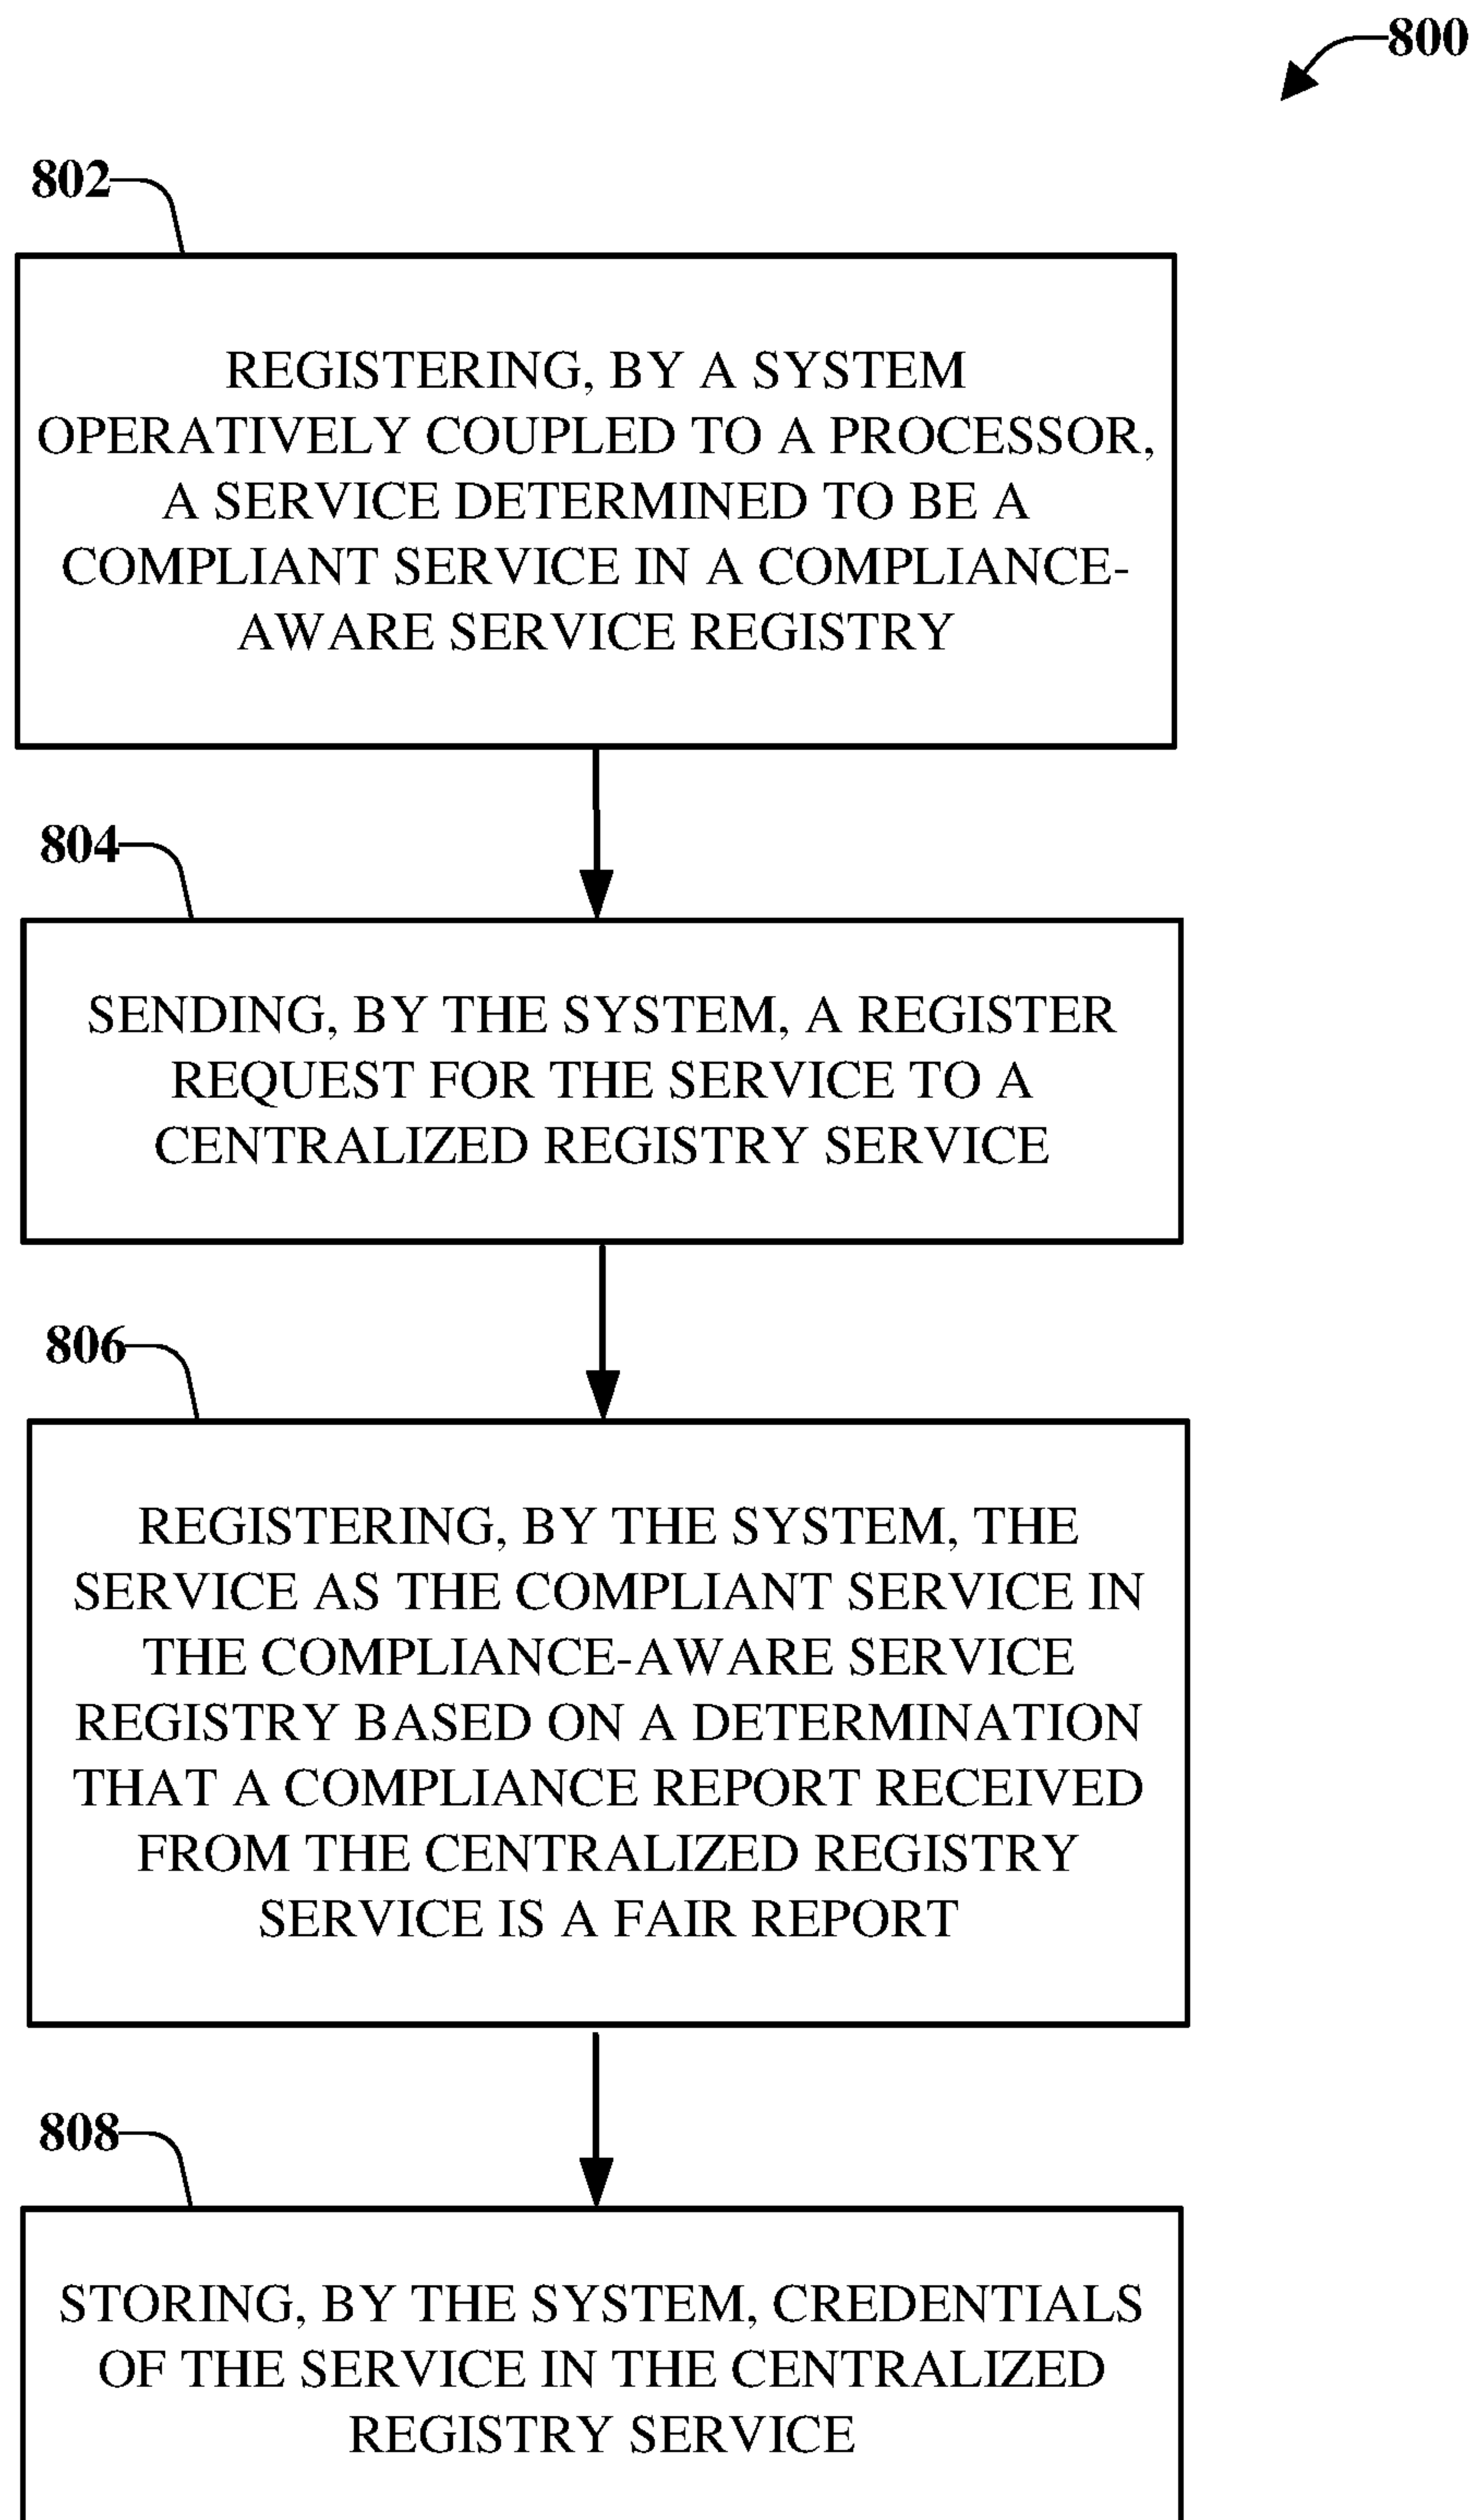 800
802
REGISTERING, BY A SYSTEM
OPERATIVELY COUPLED TO A PROCESSOR,
A SERVICE DETERMINED TO BE A
COMPLIANT SERVICE IN A COMPLIANCE-
AWARE SERVICE REGISTRY
804
SENDING, BY THE SYSTEM, A REGISTER
REQUEST FOR THE SERVICE TO A
CENTRALIZED REGISTRY SERVICE
806
REGISTERING, BY THE SYSTEM, THE
SERVICE AS THE COMPLIANT SERVICE IN
THE COMPLIANCE-AWARE SERVICE
REGISTRY BASED ON A DETERMINATION
THAT A COMPLIANCE REPORT RECEIVED
FROM THE CENTRALIZED REGISTRY
SERVICE IS A FAIR REPORT
808
STORING, BY THE SYSTEM, CREDENTIALS
OF THE SERVICE IN THE CENTRALIZED
REGISTRY SERVICE